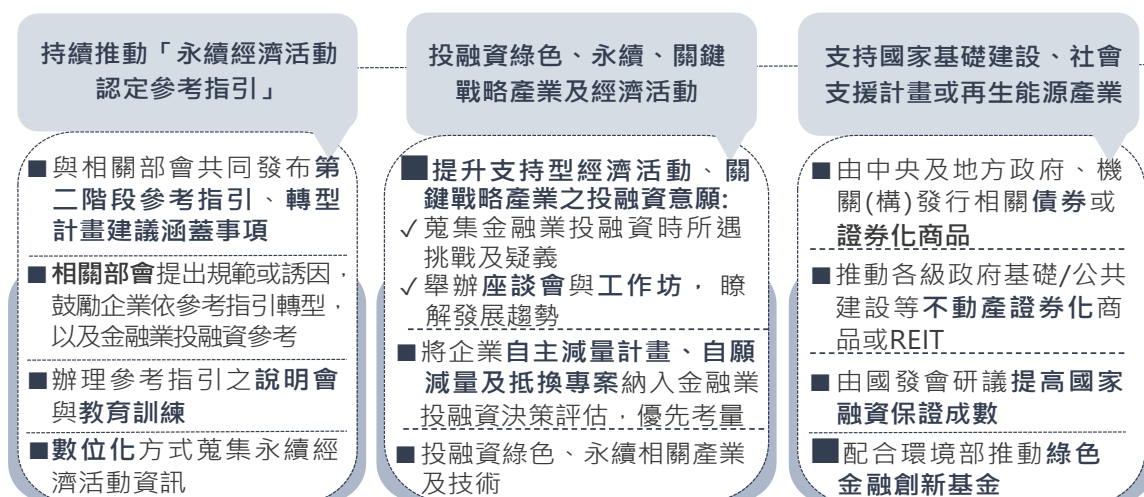 持續推動「永續經濟活動
認定參考指引」
■與相關部會共同發布第
二階段參考指引、轉型
計畫建議涵蓋事項
■相關部會提出規範或誘因，
鼓勵企業依參考指引轉型，
以及金融業投融資參考
■辦理參考指引之說明會
與教育訓練
■數位化方式蒐集永續經
濟活動資訊
投融資綠色、永續、關鍵
戰略產業及經濟活動
■提升支持型經濟活動、關
鍵戰略產業之投融資意願:
✓蒐集金融業投融資時所遇
挑戰及疑義
✓舉辦座談會與工作坊，瞭
解發展趨勢
■將企業自主減量計畫、自願
減量及抵換專案納入金融業
投融資決策評估，優先考量
■投融資綠色、永續相關產業
及技術
支持國家基礎建設、社會
支援計畫或再生能源產業
■由中央及地方政府、機
關(構)發行相關債券或
證券化商品
■推動各級政府基礎/公共
建設等不動產證券化商
品或REIT
■由國發會研議提高國家
融資保證成數
■配合環境部推動綠色
金融創新基金